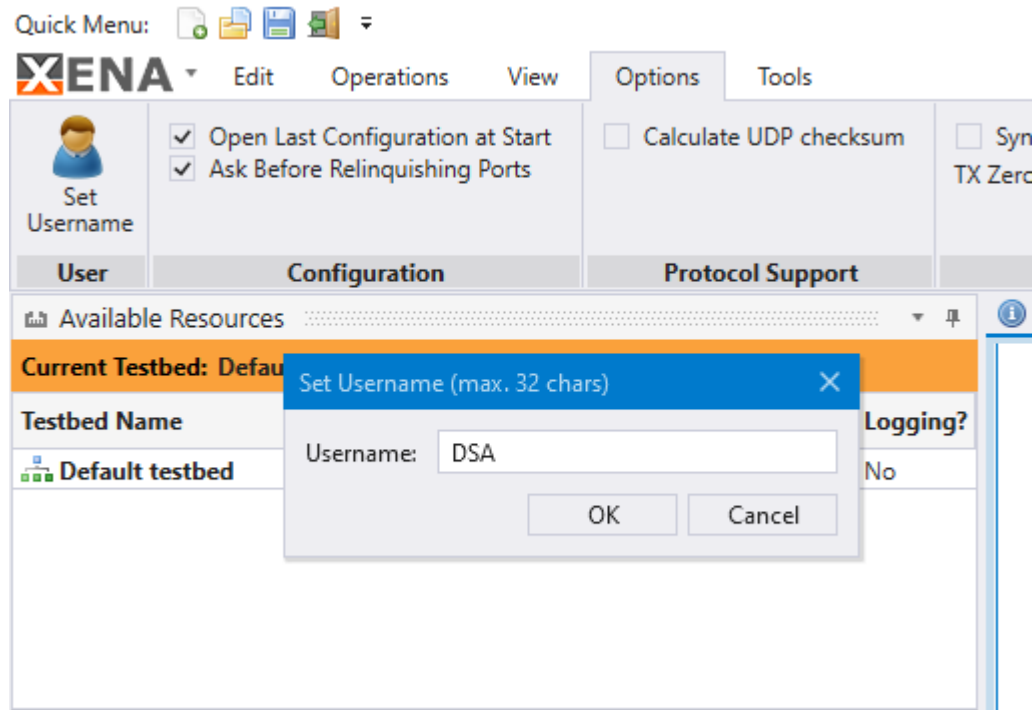 Quick Menu:
XENA Edit Operations View Options Tools
Open Last Configuration at Start
Ask Before Relinquishing Ports
Calculate UDP checksum
TX
Set
Username
User Configuration Protocol Support
Available Resources
Current Testbed:
Set Username (max. 32 chars)
Testbed Name Logging?
Username: DSA
Default testbed No
OK Cancel